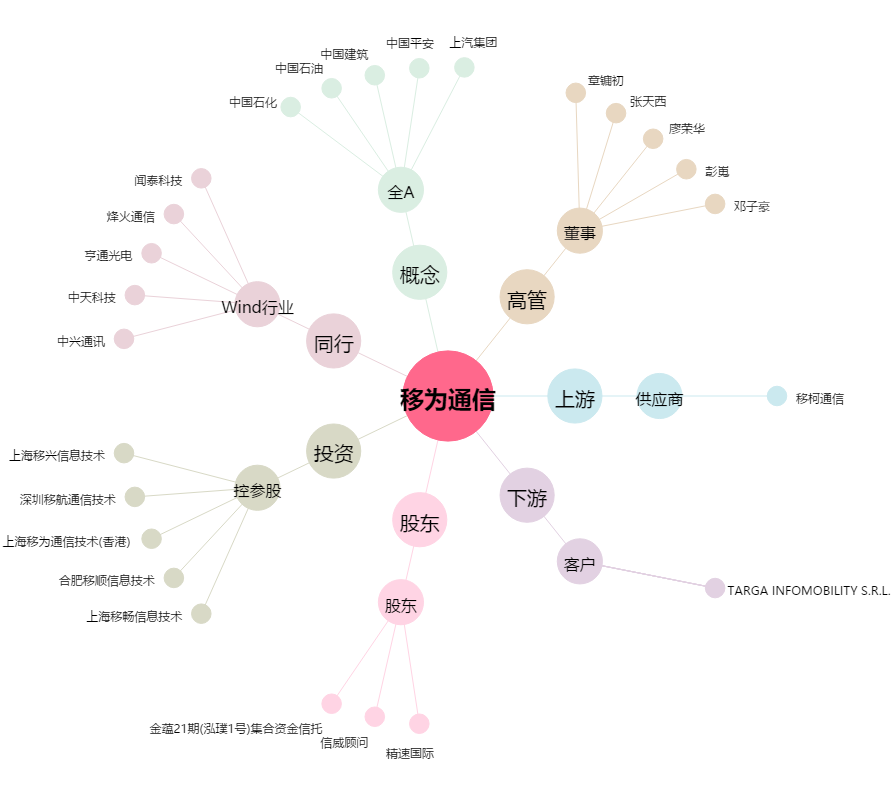 上汽集团
中国平安
中国建筑
中国石油
中国石化
全A
概念
章辋初
张天西
廖荣华
彭嵬
邓子豪
董事
高管
闻泰科技
烽火通信
亨通光电
中天科技
中兴通讯
Wind行业
同行
移为通信
上游
供应商
移柯通信
投资
控参股
上海移兴信息技术
深圳移航通信技术
上海移为通信技术(香港)
合肥移顺信息技术
上海移畅信息技术
下游
客户
TARGA INFOMOBILITY S.R.L.
股东
股东
金蕴21期(泓璞1号)集合资金信托
信威顾问
精速国际